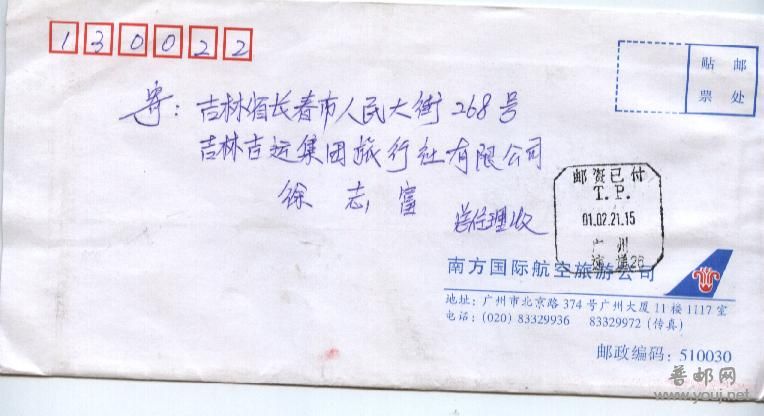 130022
贴 邮
票 处
寄：吉林省长春市人民大街268号
吉林吉运集团旅行社有限公司
徐志富 总经理收
邮资已付
T.P.
01.02.21.15
广州
26
南方国际航空旅游公司
地址：广州市北京路374号广州大厦11楼1117室
电话：(020) 83329936 83329972 (传真)
邮政编码：510030
普邮网
www.youj.net